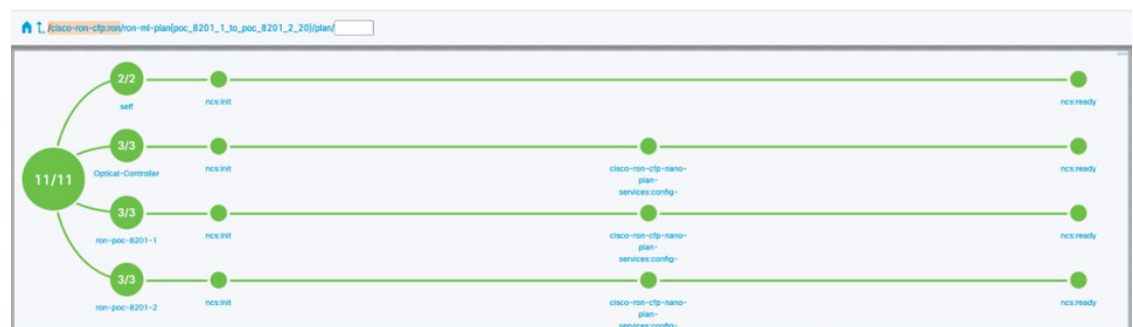 /cisco-ron-cfp:ron/ron-ml-plan{poc_8201_1_to_poc_8201_2_20}/plan/
2/2
self
ncs:init
ncs:ready
3/3
Optical-Controller
ncs:init
cisco-ron-cfp-nano-
plan-
services:config-
ncs:ready
11/11
3/3
ron-poc-8201-1
ncs:init
cisco-ron-cfp-nano-
plan-
services:config-
ncs:ready
3/3
ron-poc-8201-2
ncs:init
cisco-ron-cfp-nano-
plan-
services:config-
ncs:ready